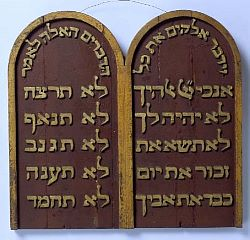 וידבר אלהים את כל
אנכי אלהיך
לא יהיה לך
לא תשא את
זכור את יום
כבד את אביך
הדברים האלה לאמר
לא תרצח
לא תנאף
לא תגנב
לא תענה
לא תחמד